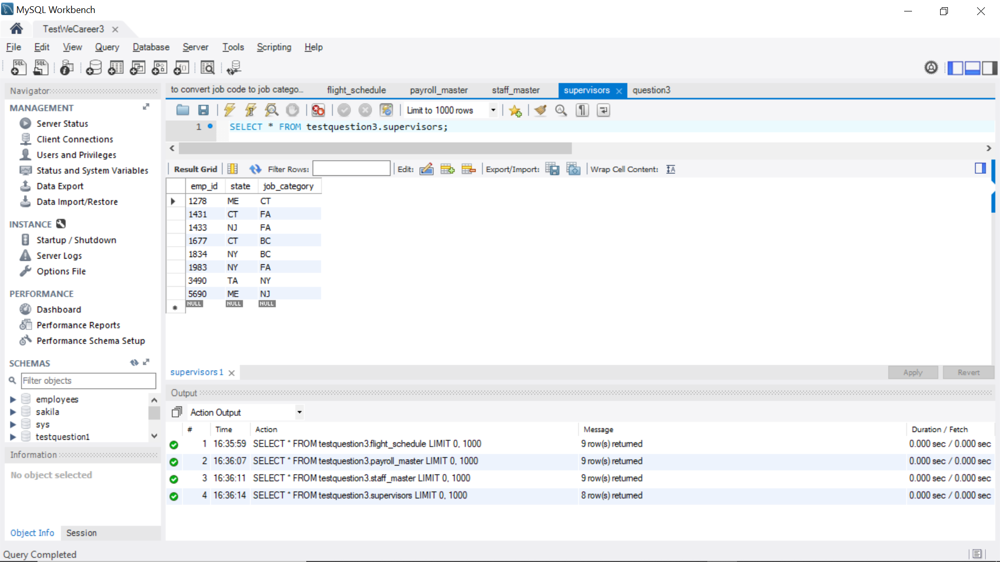 MySQL Workbench
TestWeCareer3
File Edit View Query Database Server Tools Scripting Help
Navigator
MANAGEMENT
Server Status
Client Connections
Users and Privileges
Status and System Variables
Data Export
Data Import/Restore
INSTANCE
Startup / Shutdown
Server Logs
Options File
PERFORMANCE
Dashboard
Performance Reports
Performance Schema Setup
SCHEMAS
Filter objects
employees
sakila
sys
testquestion1
Information
No object selected
Object Info Session
to convert job code to job catego... flight_schedule payroll_master staff_master supervisors question3
Limit to 1000 rows
1 SELECT * FROM testquestion3.supervisors;
Result Grid Filter Rows: Edit: Export/Import: Wrap Cell Content:
emp_id state job_category
1278 ME CT
1431 CT FA
1433 NJ FA
1677 CT BC
1834 NY BC
1983 NY FA
3490 TA NY
5690 ME NJ
NULL NULL NULL
supervisors 1 Apply Revert
Output
Action Output
# Time Action Message Duration / Fetch
1 16:35:59 SELECT * FROM testquestion3.flight_schedule LIMIT 0, 1000 9 row(s) returned 0.000 sec / 0.000 sec
2 16:36:07 SELECT * FROM testquestion3.payroll_master LIMIT 0, 1000 9 row(s) returned 0.000 sec / 0.000 sec
3 16:36:11 SELECT * FROM testquestion3.staff_master LIMIT 0, 1000 9 row(s) returned 0.000 sec / 0.000 sec
4 16:36:14 SELECT * FROM testquestion3.supervisors LIMIT 0, 1000 8 row(s) returned 0.000 sec / 0.000 sec
Query Completed